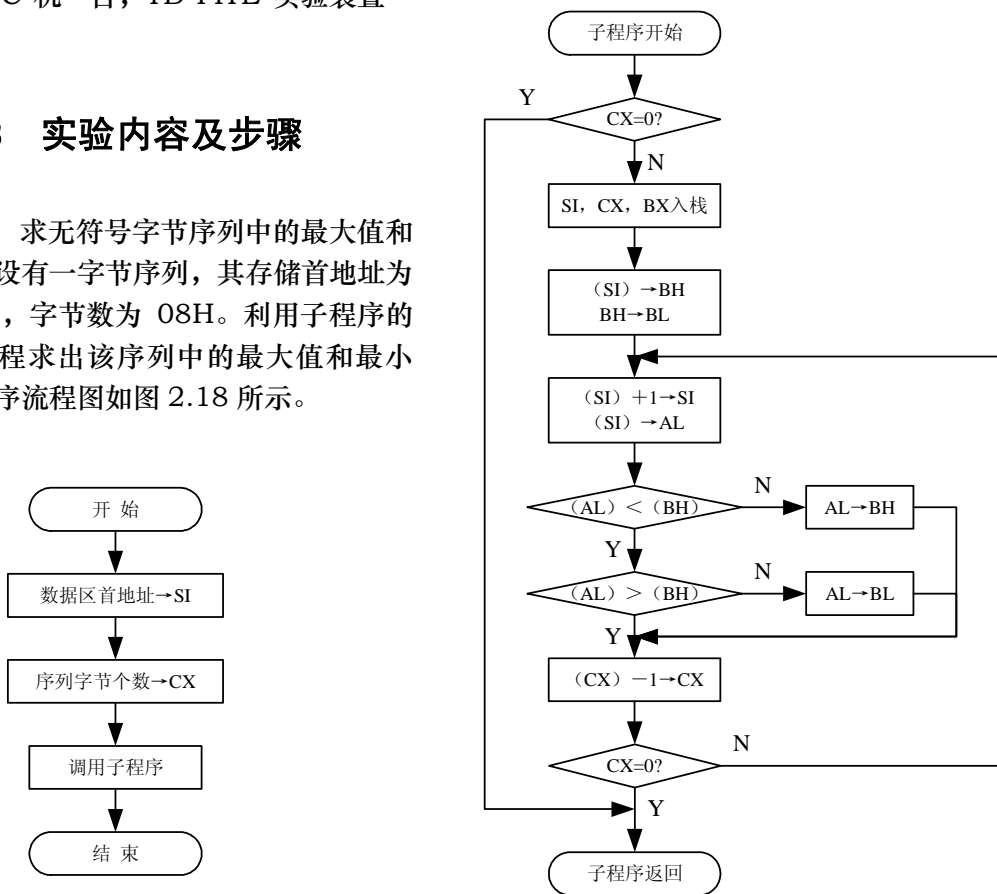 机一台，TD-PITE 实验装置
实验内容及步骤
求无符号字节序列中的最大值和
设有一字节序列，其存储首地址为
，字节数为 08H。利用子程序的
程求出该序列中的最大值和最小
序流程图如图 2.18 所示。
开 始
数据区首地址→SI
序列字节个数→CX
调用子程序
结 束
子程序开始
Y
CX=0?
N
SI，CX，BX入栈
（SI）→BH
BH→BL
（SI）＋1→SI
（SI）→AL
（AL）＜（BH）
N
AL→BH
Y
（AL）＞（BH）
N
AL→BL
Y
（CX）－1→CX
CX=0?
N
Y
子程序返回